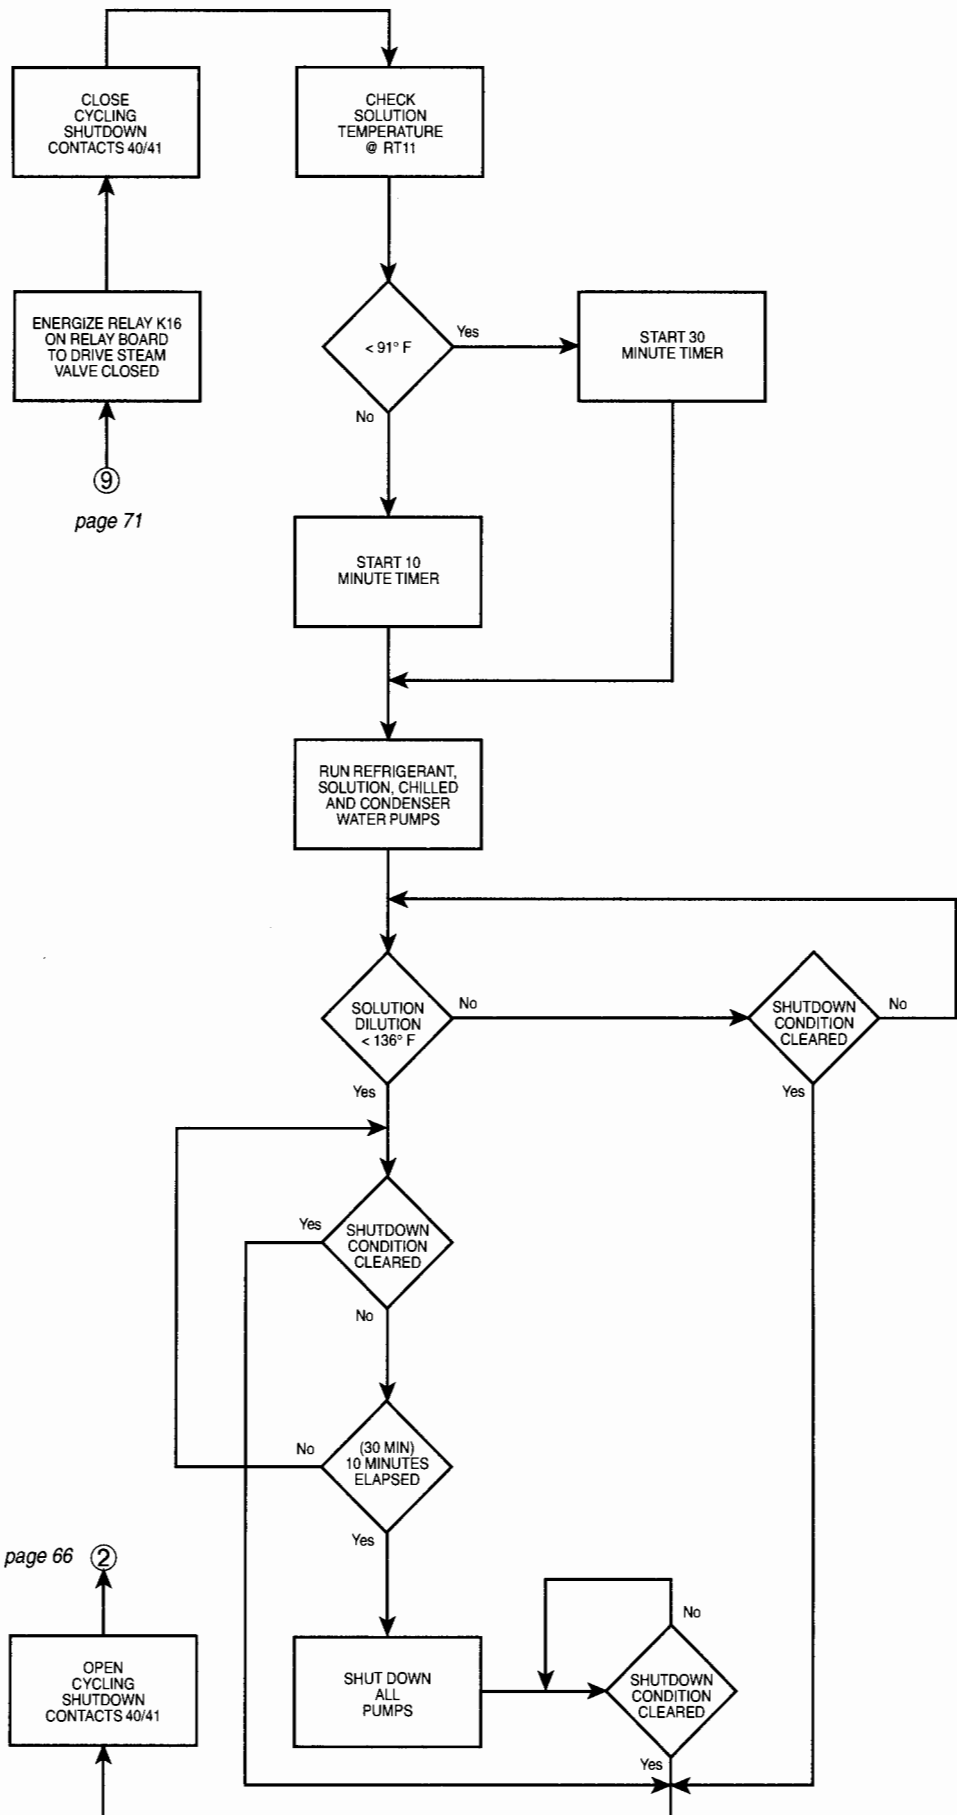 CLOSE
CYCLING
SHUTDOWN
CONTACTS 40/41
CHECK
SOLUTION
TEMPERATURE
@ RT11
ENERGIZE RELAY K16
ON RELAY BOARD
TO DRIVE STEAM
VALVE CLOSED
< 91° F
Yes
No
START 30
MINUTE TIMER
9
page 71
START 10
MINUTE TIMER
RUN REFRIGERANT,
SOLUTION, CHILLED
AND CONDENSER
WATER PUMPS
SOLUTION
DILUTION
< 136° F
No
Yes
SHUTDOWN
CONDITION
CLEARED
No
Yes
Yes
SHUTDOWN
CONDITION
CLEARED
No
No
(30 MIN)
10 MINUTES
ELAPSED
Yes
page 66 2
OPEN
CYCLING
SHUTDOWN
CONTACTS 40/41
SHUT DOWN
ALL
PUMPS
No
SHUTDOWN
CONDITION
CLEARED
Yes